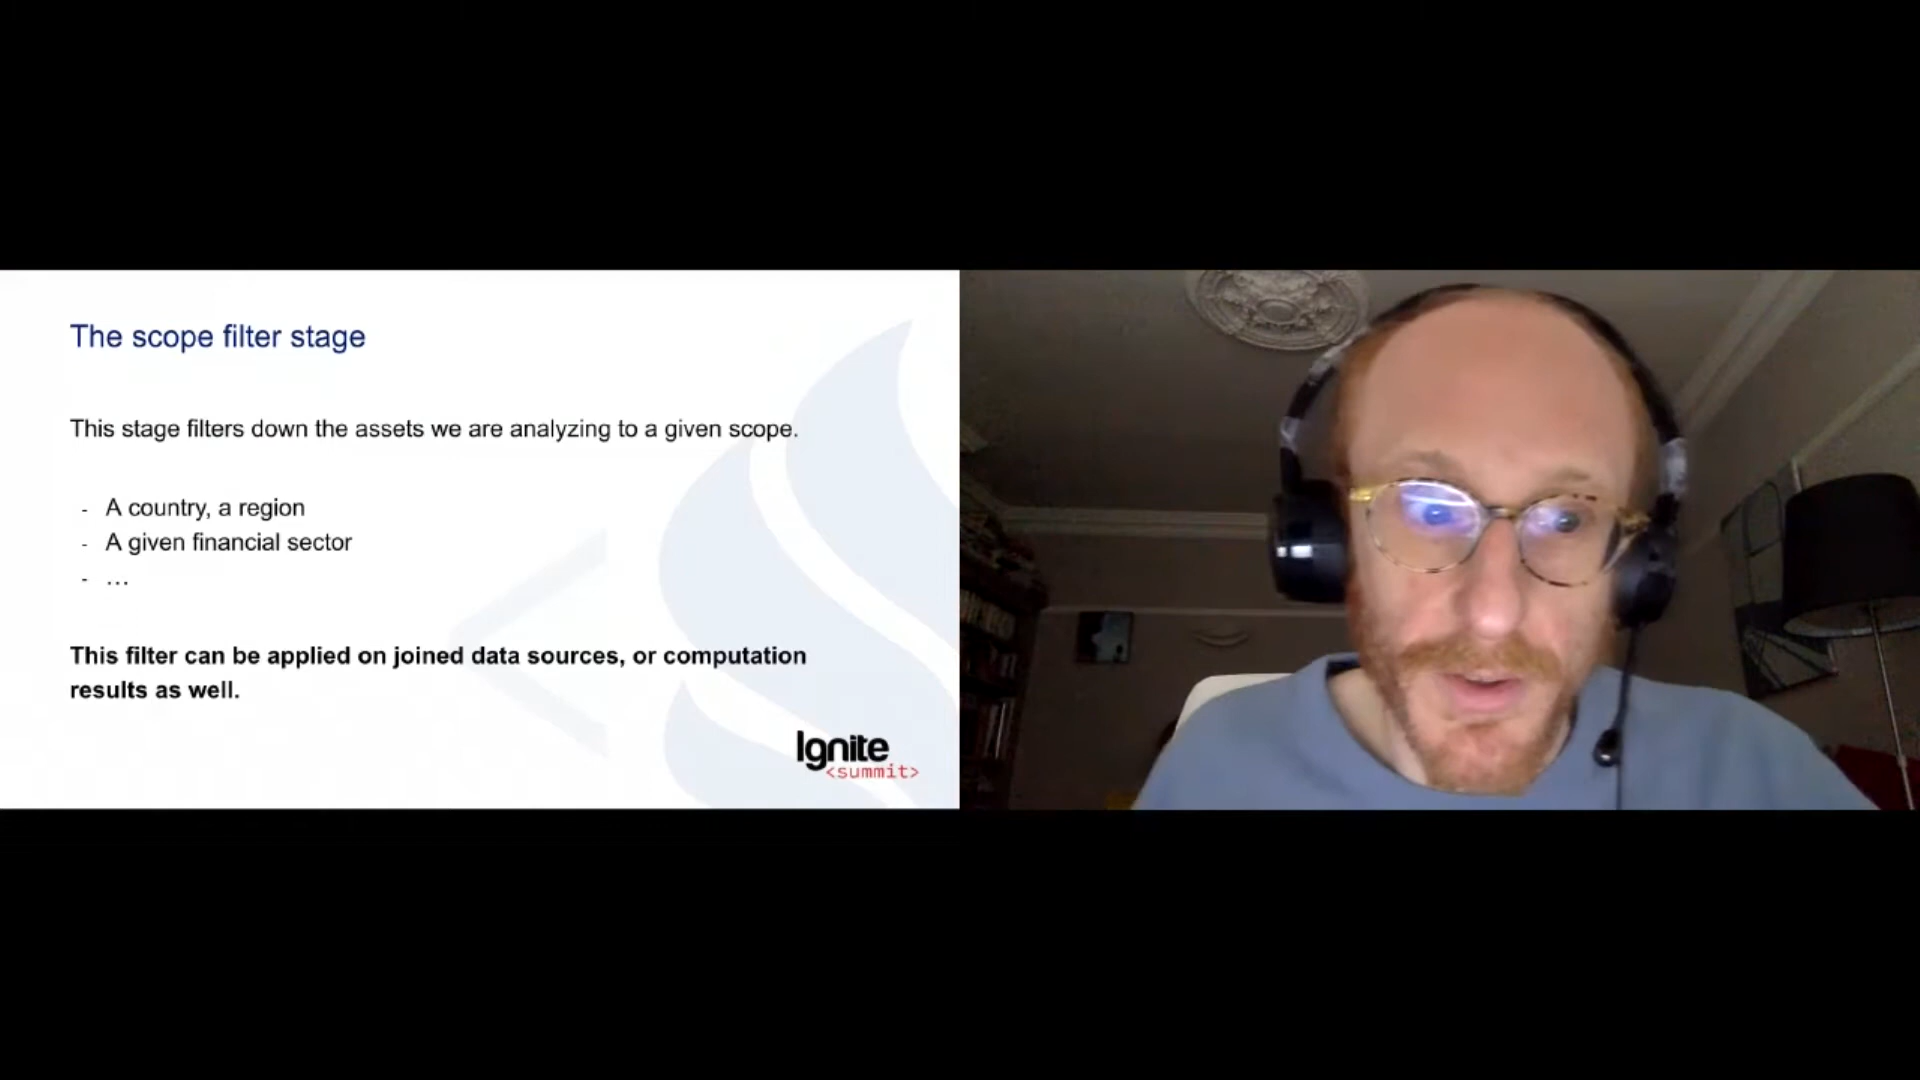 The scope filter stage
This stage filters down the assets we are analyzing to a given scope.
- A country, a region
- A given financial sector
- …
This filter can be applied on joined data sources, or computation
results as well.
Ignite
<summit>